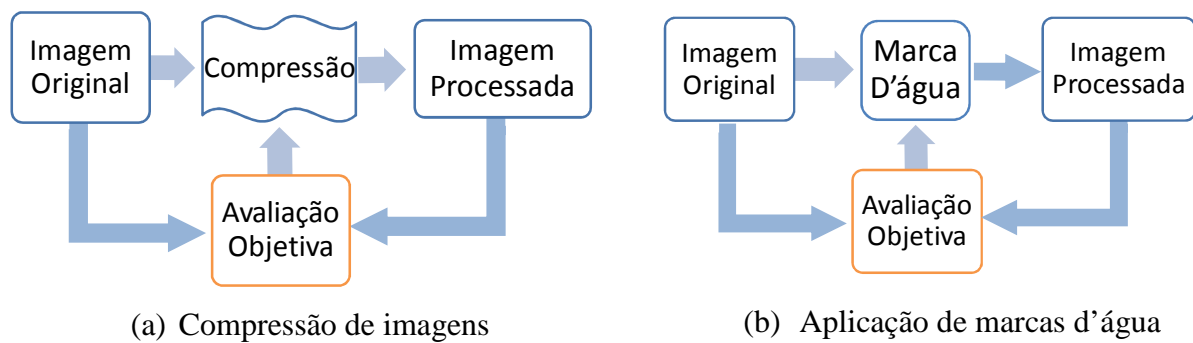 Imagem
Original
Compressão
Imagem
Processada
Avaliação
Objetiva
(a) Compressão de imagens
Imagem
Original
Marca
D'água
Imagem
Processada
Avaliação
Objetiva
(b) Aplicação de marcas d'água